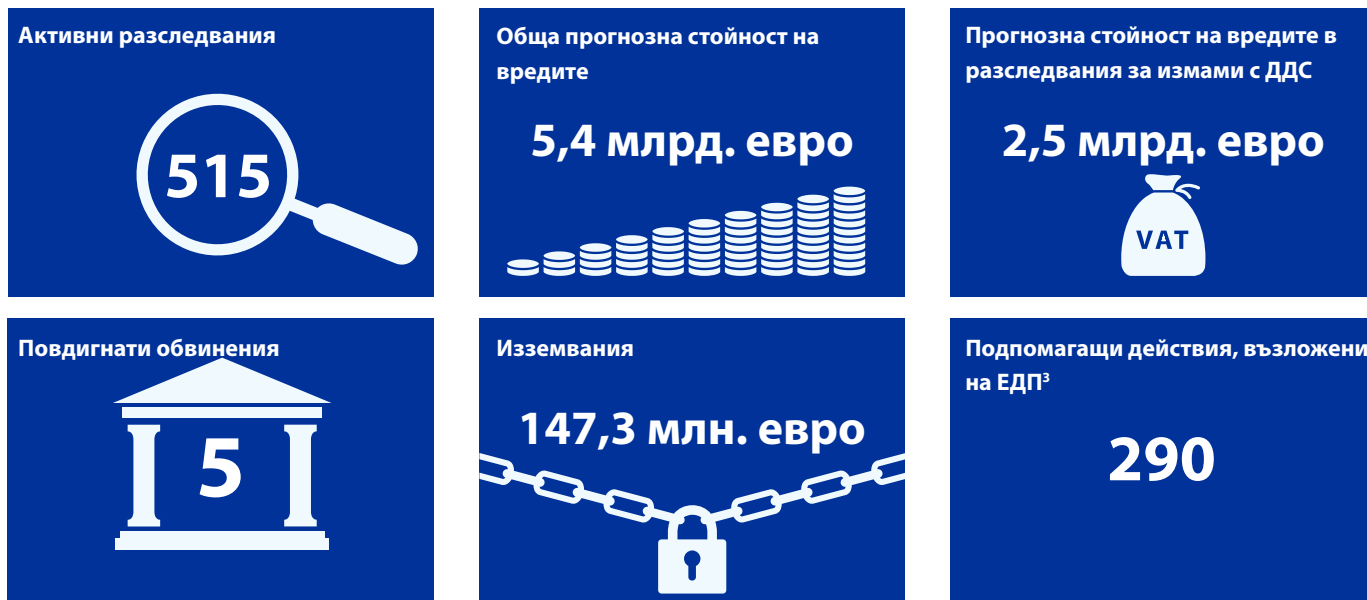 Активни разследвания
515
Обща прогнозна стойност на
вредите
5,4 млрд. евро
Прогнозна стойност на вредите в
разследвания за измами с ДДС
2,5 млрд. евро
VAT
Повдигнати обвинения
5
Изземвания
147,3 млн. евро
Подпомагащи действия, възложени
на ЕДП³
290